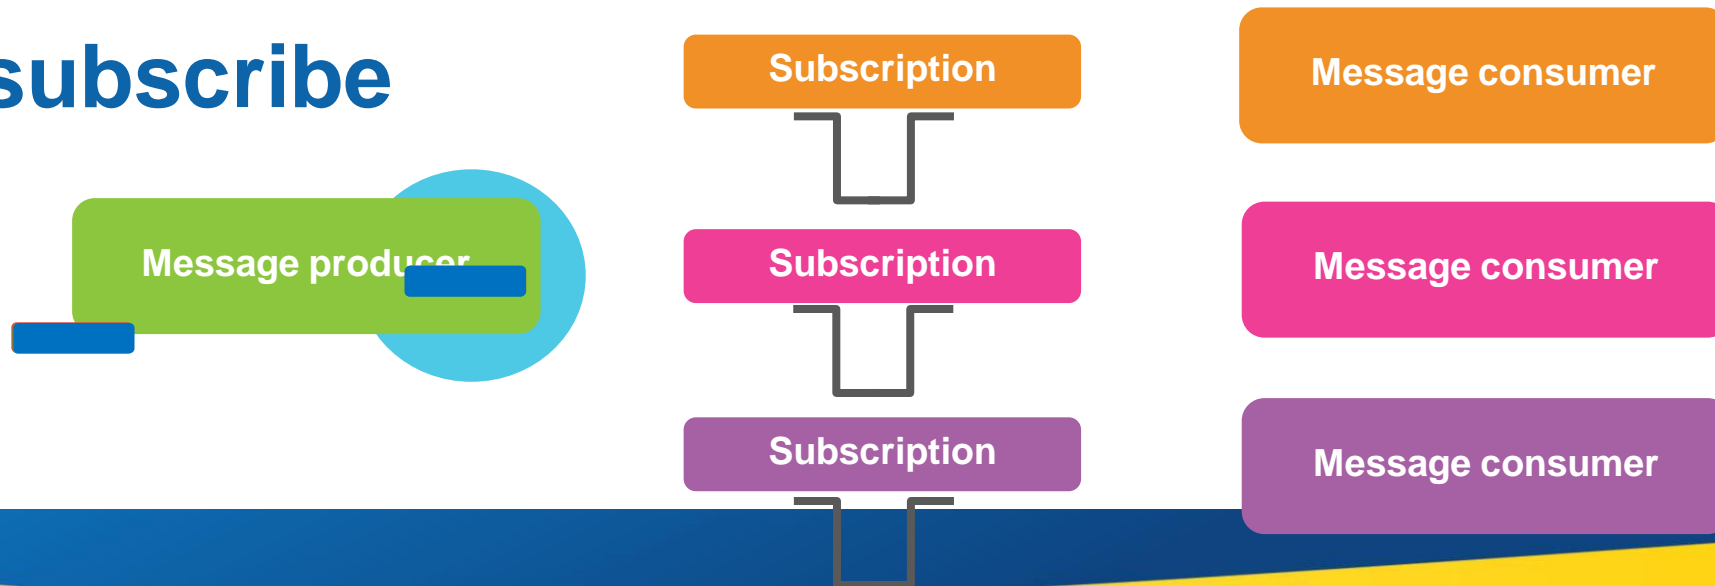 subscribe
Subscription
Message consumer
Message producer
Subscription
Message consumer
Subscription
Message consumer